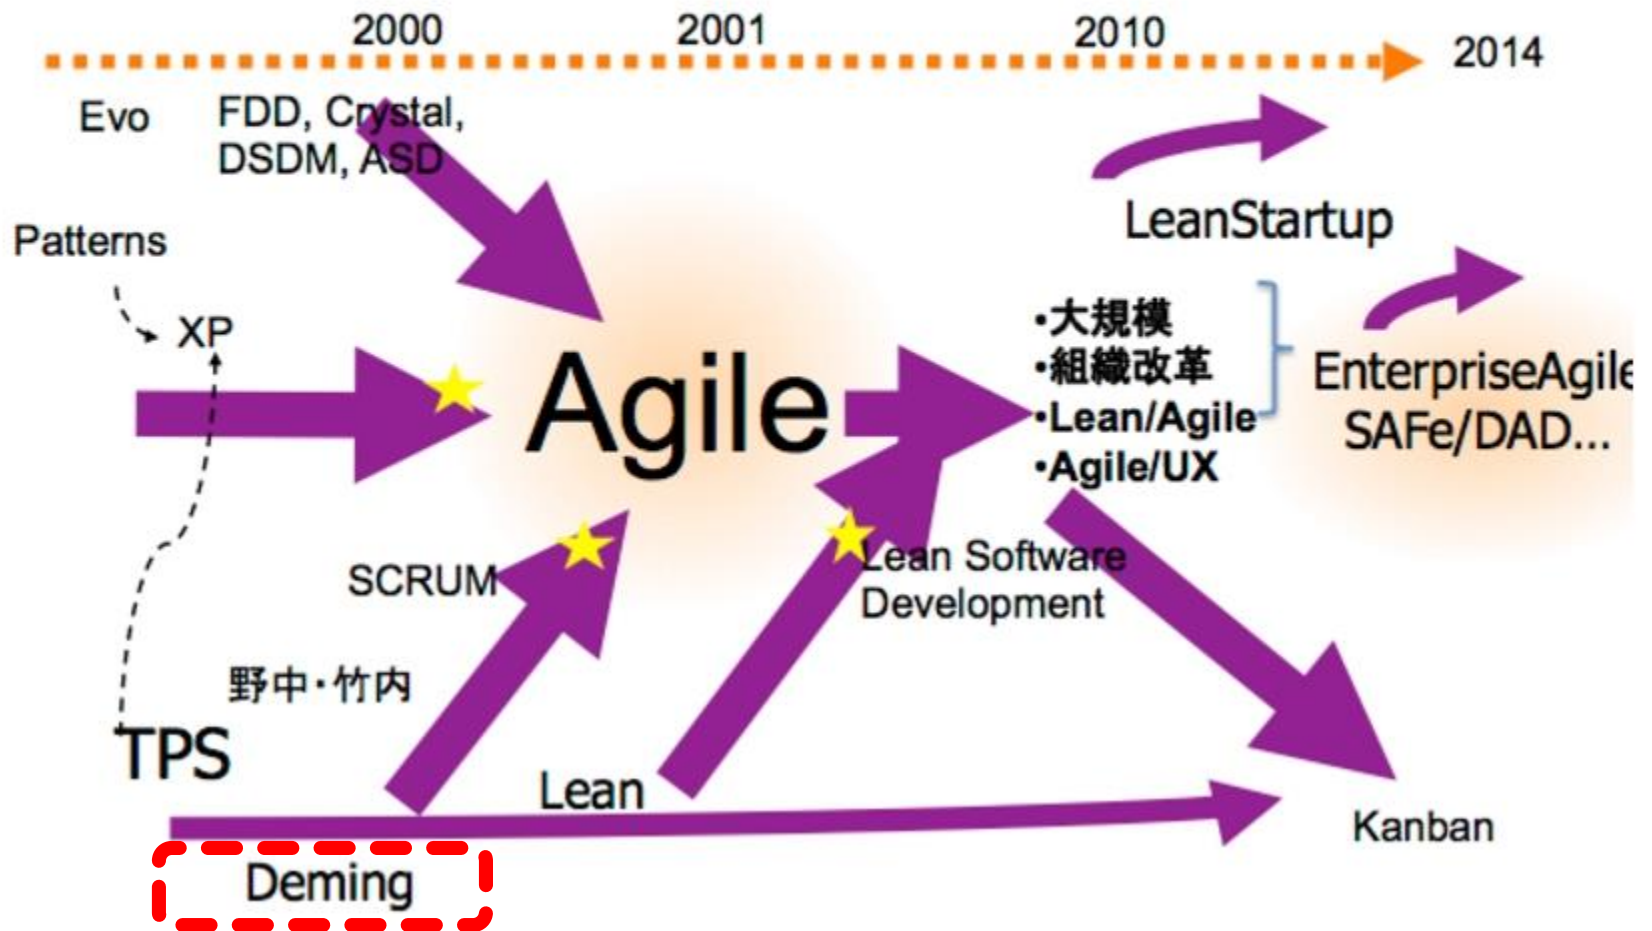 2000
2001
2010
2014
Evo
FDD, Crystal,
DSDM, ASD
Patterns
XP
LeanStartup
Agile
•大規模
•組織改革
•Lean/Agile
•Agile/UX
EnterpriseAgile
SAFe/DAD...
SCRUM
Lean Software
Development
野中・竹内
TPS
Lean
Kanban
Deming